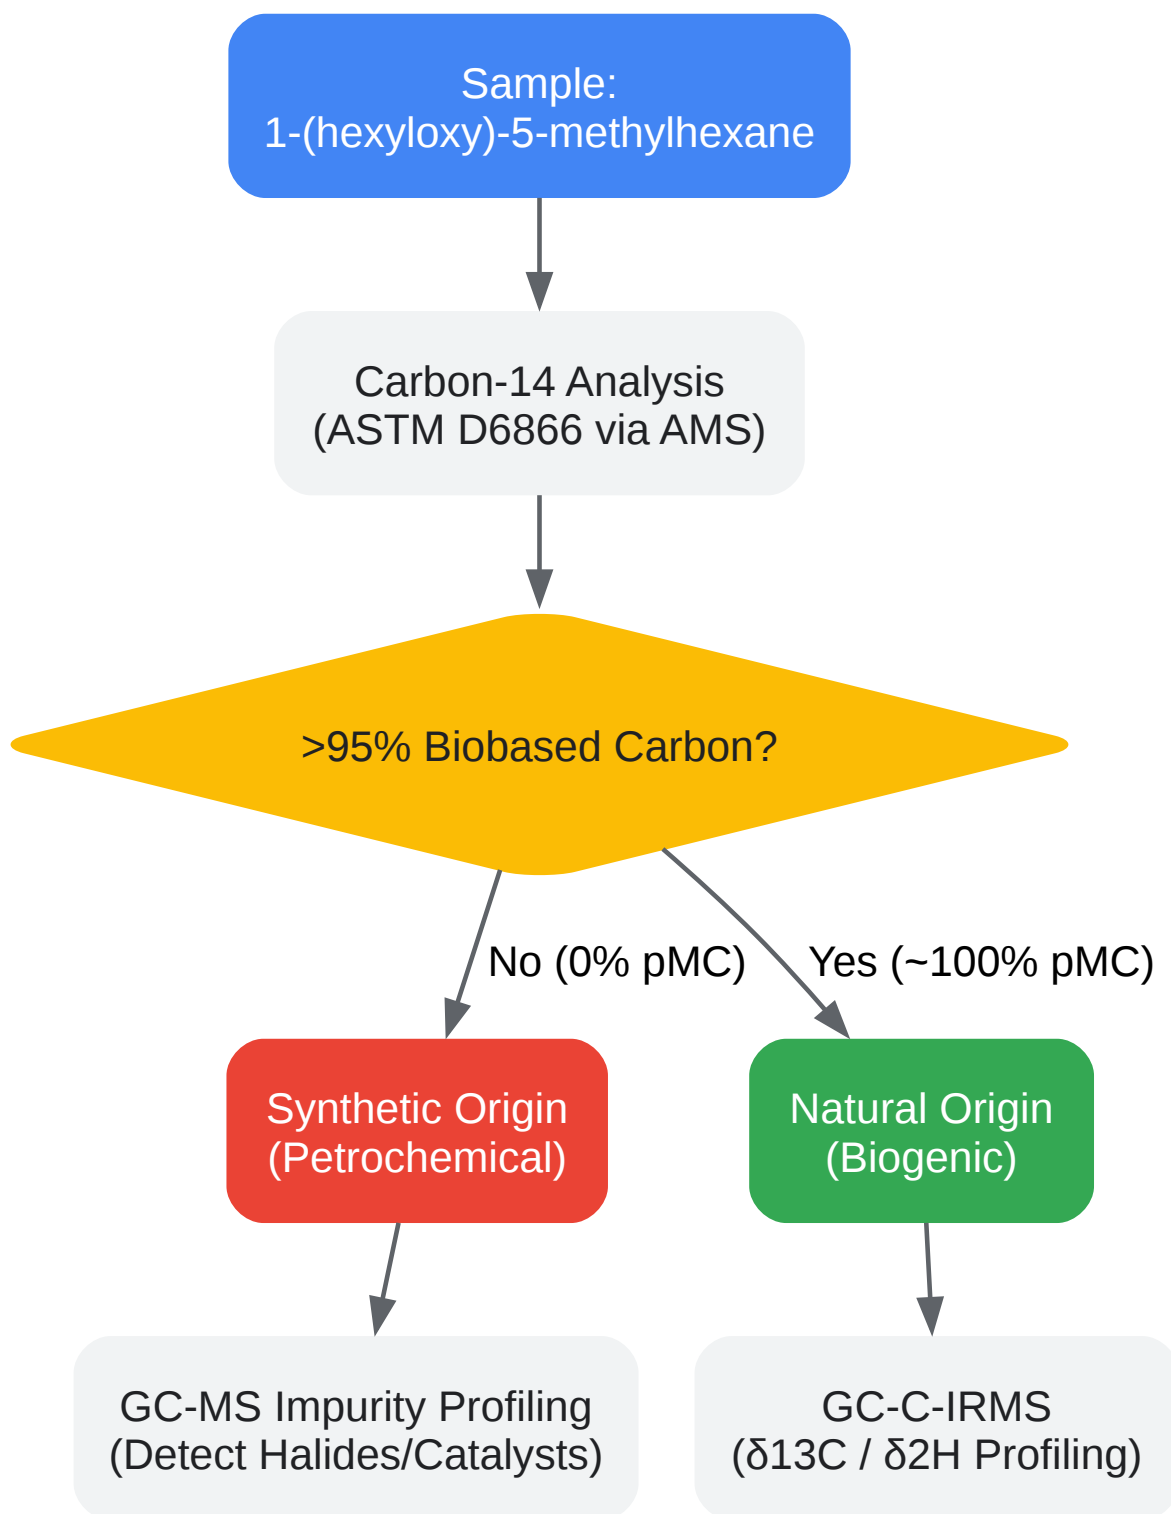 Sample:
1-(hexyloxy)-5-methylhexane
Carbon-14 Analysis
(ASTM D6866 via AMS)
>95% Biobased Carbon?
No (0% pMC)
Yes (~100% pMC)
Synthetic Origin
(Petrochemical)
Natural Origin
(Biogenic)
GC-MS Impurity Profiling
(Detect Halides/Catalysts)
GC-C-IRMS
(δ13C / δ2H Profiling)